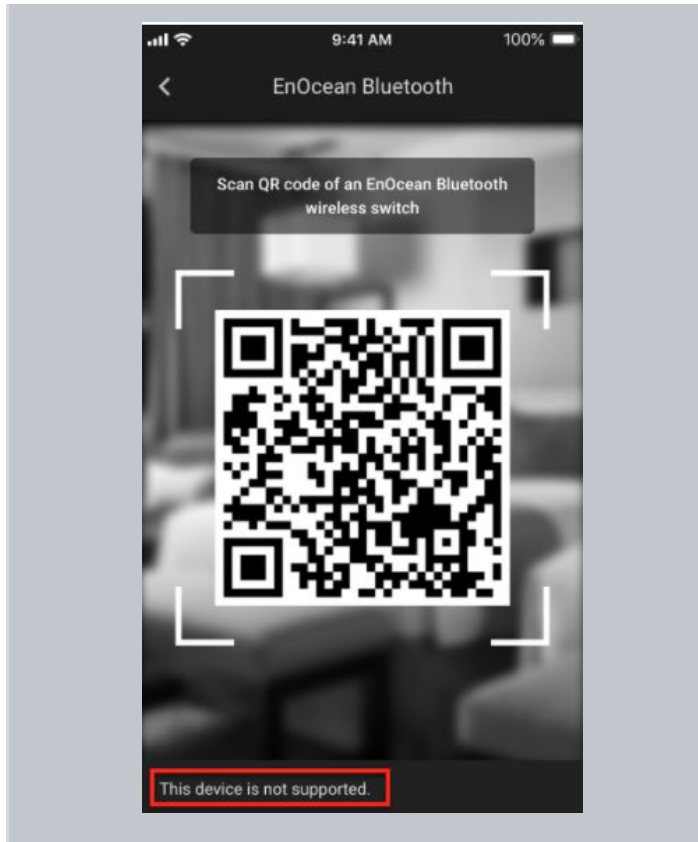 9:41 AM
100%
EnOcean Bluetooth
Scan QR code of an EnOcean Bluetooth
wireless switch
This device is not supported.